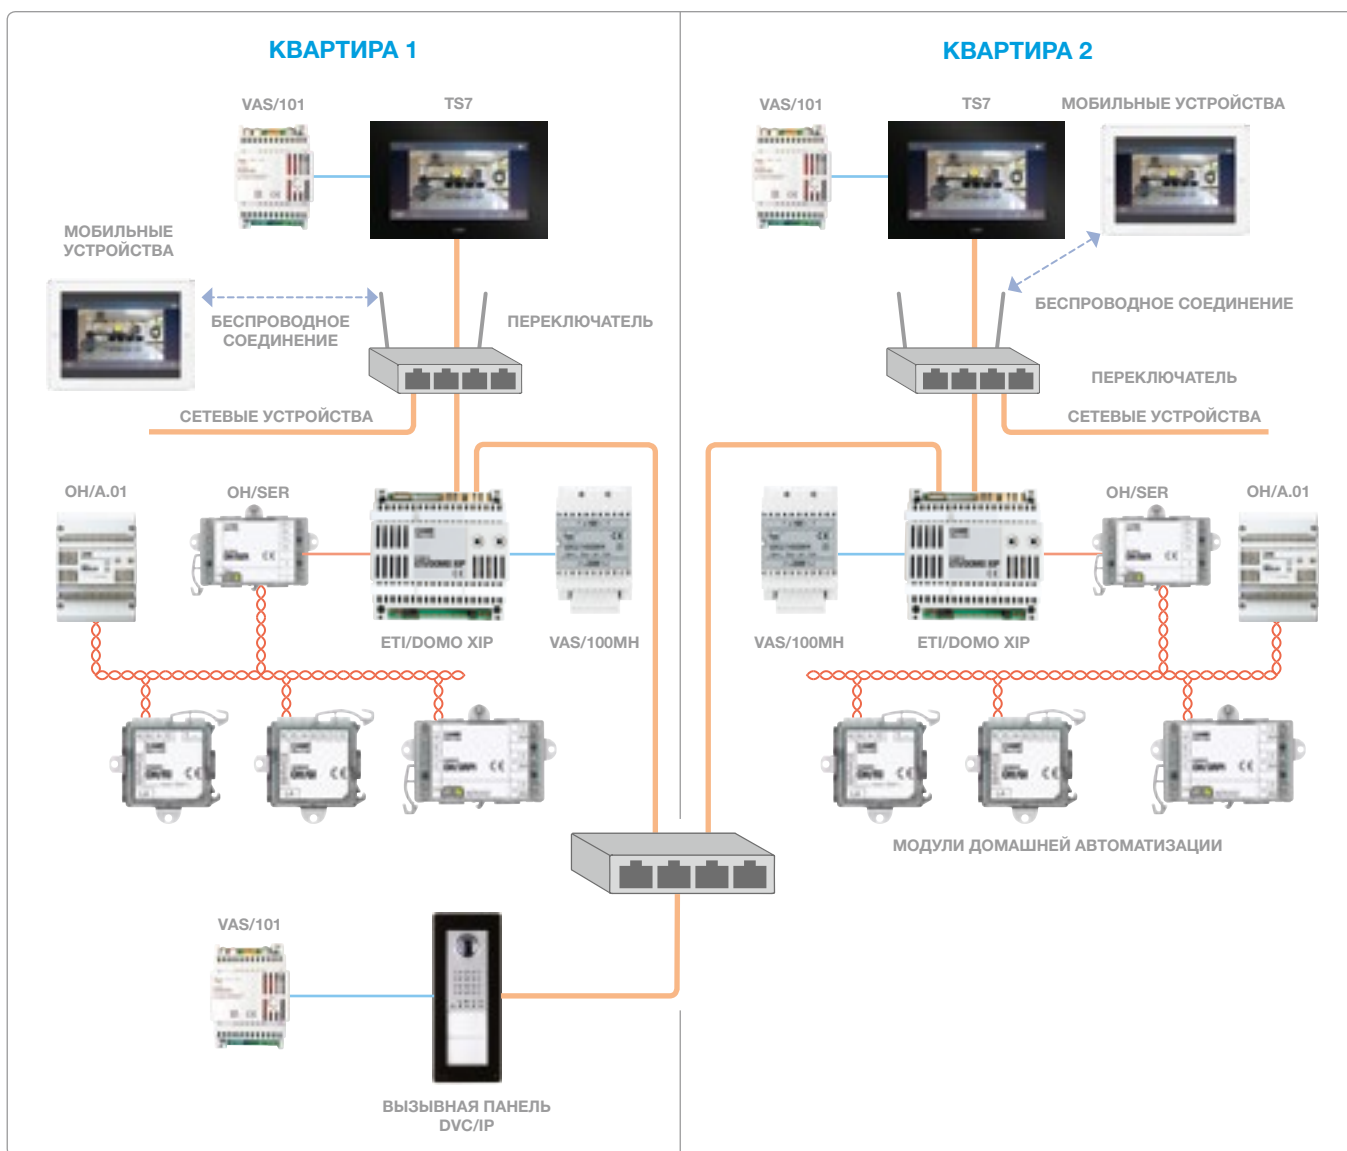 КВАРТИРА 1
VAS/101
TS7
МОБИЛЬНЫЕ
УСТРОЙСТВА
БЕСПРОВОДНОЕ
СОЕДИНЕНИЕ
ПЕРЕКЛЮЧАТЕЛЬ
СЕТЕВЫЕ УСТРОЙСТВА
OH/A.01
OH/SER
ETI/DOMO XIP
VAS/100MH
VAS/101
ВЫЗЫВНАЯ ПАНЕЛЬ
DVC/IP
КВАРТИРА 2
VAS/101
TS7
МОБИЛЬНЫЕ УСТРОЙСТВА
БЕСПРОВОДНОЕ СОЕДИНЕНИЕ
ПЕРЕКЛЮЧАТЕЛЬ
СЕТЕВЫЕ УСТРОЙСТВА
OH/SER
OH/A.01
VAS/100MH
ETI/DOMO XIP
МОДУЛИ ДОМАШНЕЙ АВТОМАТИЗАЦИИ